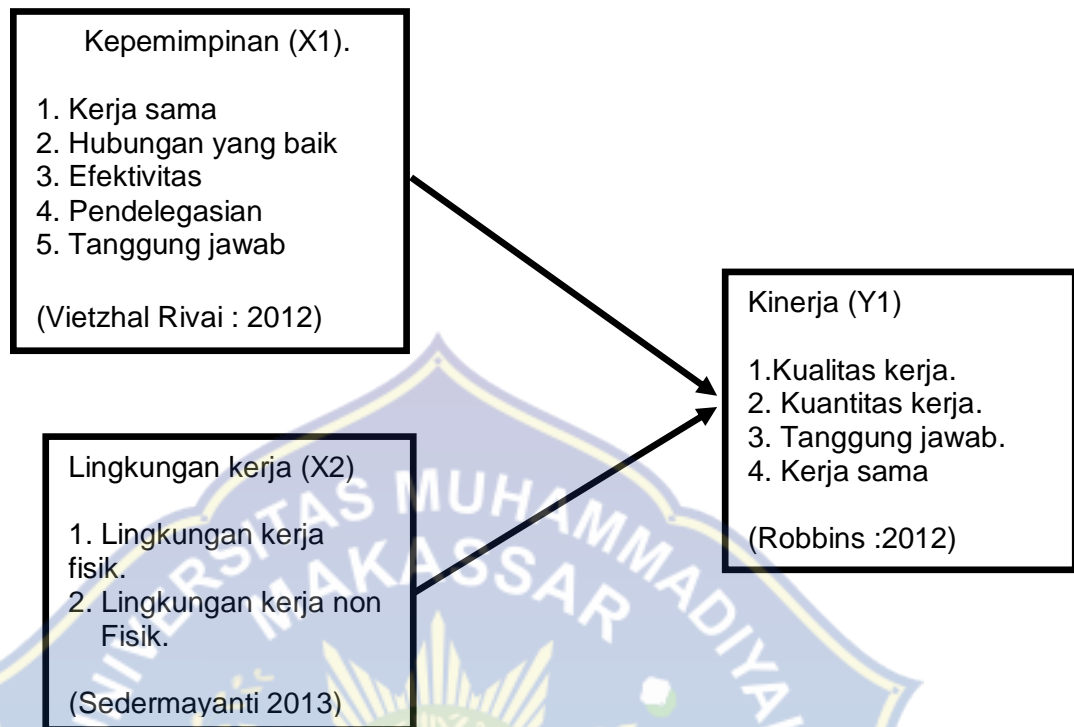 Kepemimpinan (X1).
1. Kerja sama
2. Hubungan yang baik
3. Efektivitas
4. Pendelegasian
5. Tanggung jawab
(Vietzhal Rivai : 2012)
Kinerja (Y1)
1.Kualitas kerja.
2. Kuantitas kerja.
3. Tanggung jawab.
4. Kerja sama
(Robbins :2012)
Lingkungan kerja (X2)
1. Lingkungan kerja
fisik.
2. Lingkungan kerja non
Fisik.
(Sedermayanti 2013)
UNIVERSITAS MUHAMMADIYA
MAKASSAR